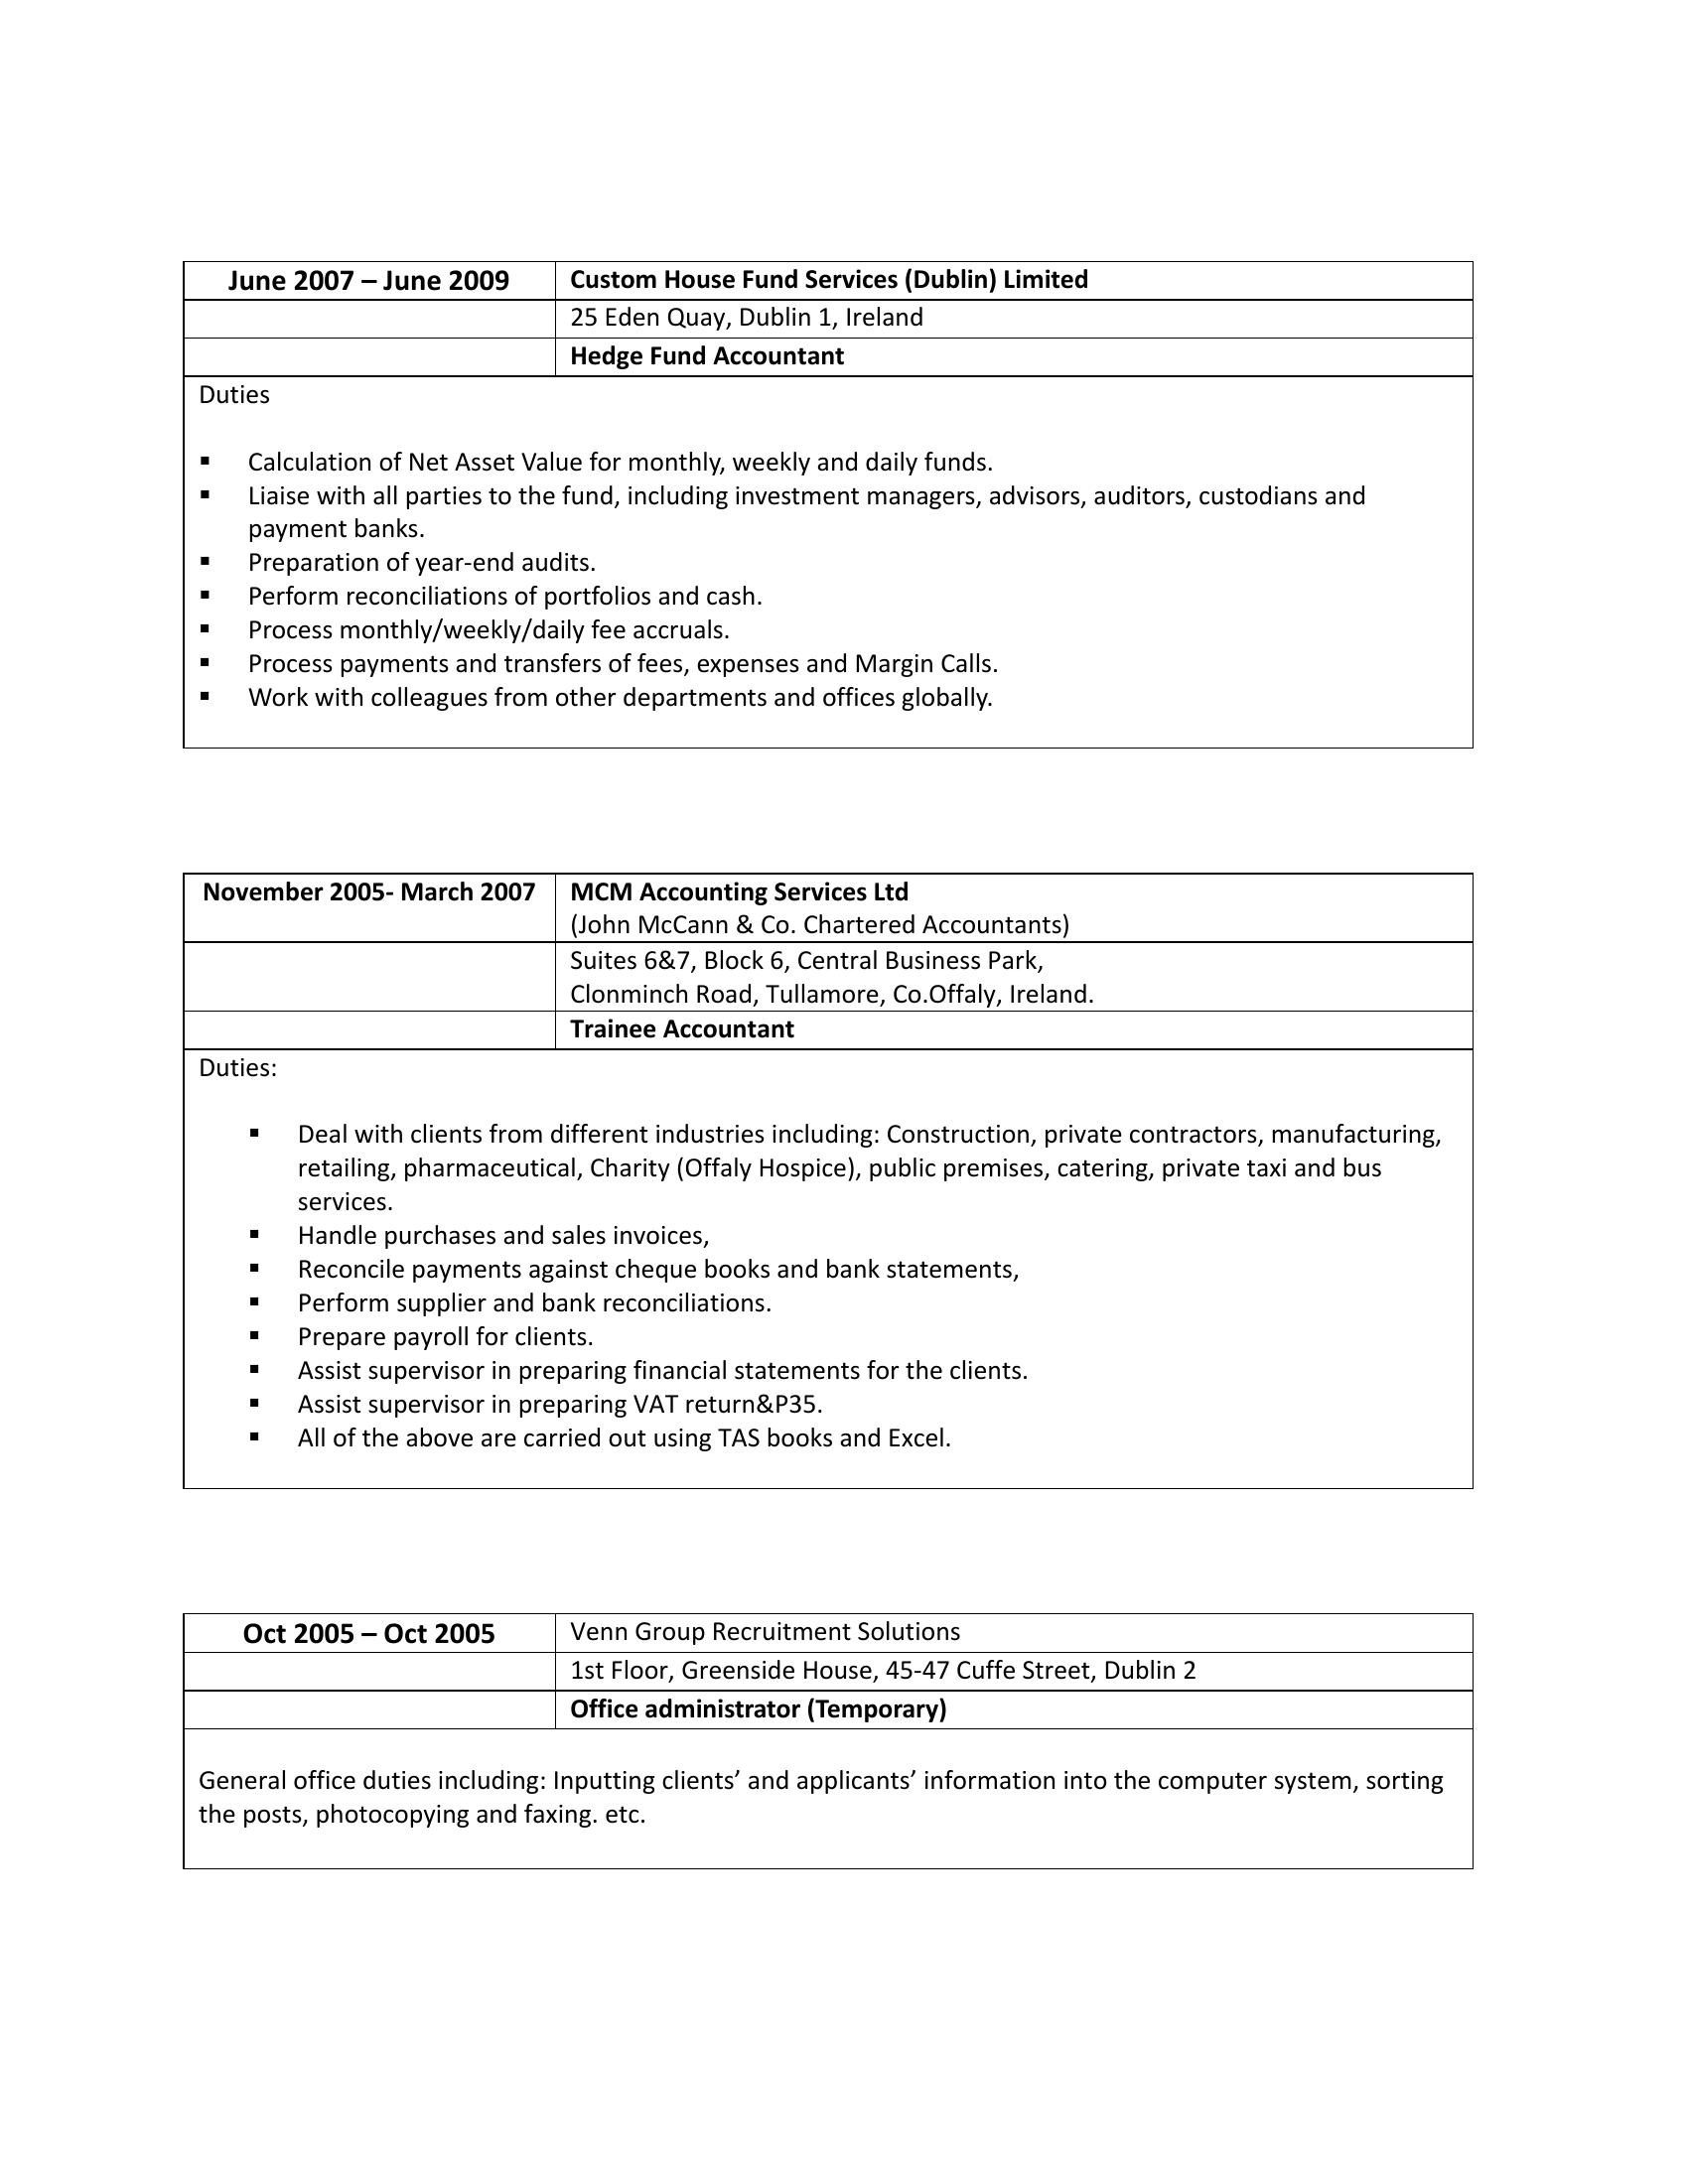 June 2007 – June 2009
Custom House Fund Services (Dublin) Limited
25 Eden Quay, Dublin 1, Ireland
Hedge Fund Accountant
Duties
▪ Calculation of Net Asset Value for monthly, weekly and daily funds.
▪ Liaise with all parties to the fund, including investment managers, advisors, auditors, custodians and
payment banks.
▪ Preparation of year-end audits.
▪ Perform reconciliations of portfolios and cash.
▪ Process monthly/weekly/daily fee accruals.
▪ Process payments and transfers of fees, expenses and Margin Calls.
▪ Work with colleagues from other departments and offices globally.
November 2005- March 2007
MCM Accounting Services Ltd
(John McCann & Co. Chartered Accountants)
Suites 6&7, Block 6, Central Business Park,
Clonminch Road, Tullamore, Co.Offaly, Ireland.
Trainee Accountant
Duties:
▪ Deal with clients from different industries including: Construction, private contractors, manufacturing,
retailing, pharmaceutical, Charity (Offaly Hospice), public premises, catering, private taxi and bus
services.
▪ Handle purchases and sales invoices,
▪ Reconcile payments against cheque books and bank statements,
▪ Perform supplier and bank reconciliations.
▪ Prepare payroll for clients.
▪ Assist supervisor in preparing financial statements for the clients.
▪ Assist supervisor in preparing VAT return&P35.
▪ All of the above are carried out using TAS books and Excel.
Oct 2005 – Oct 2005
Venn Group Recruitment Solutions
1st Floor, Greenside House, 45-47 Cuffe Street, Dublin 2
Office administrator (Temporary)
General office duties including: Inputting clients’ and applicants’ information into the computer system, sorting
the posts, photocopying and faxing. etc.